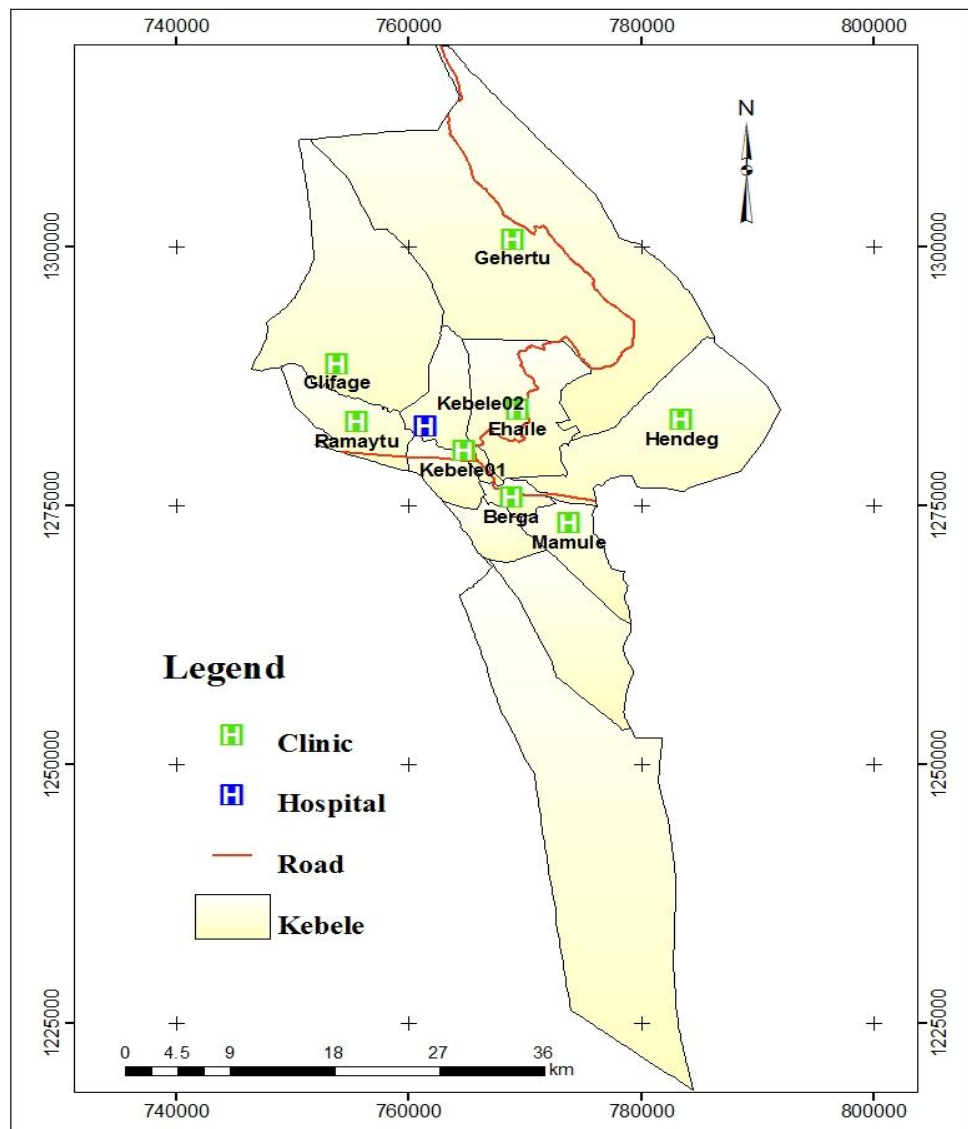 740000 760000 780000 800000
N
1300000 1300000
Gehertu
Glifage
Kebele02
Ehaile
Ramaytu
Hendeg
Kebele01
1275000 1275000
Berga
Mamule
Legend
Clinic
Hospital
Road
Kebele
1250000 1250000
1225000 1225000
0 4.5 9 18 27 36
km
740000 760000 780000 800000
H
H
H
H
H
H
H
H
H
H
H